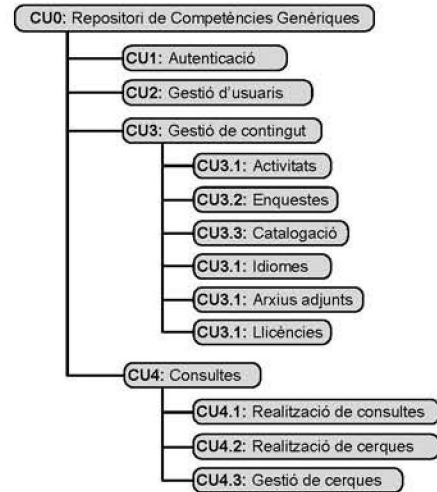 CU0: Repositori de Competències Genèriques
CU1: Autenticació
CU2: Gestió d'usuaris
CU3: Gestió de contingut
CU3.1: Activitats
CU3.2: Enquestes
CU3.3: Catalogació
CU3.1: Idiomes
CU3.1: Arxius adjunts
CU3.1: Llicències
CU4: Consultes
CU4.1: Realització de consultes
CU4.2: Realització de cerques
CU4.3: Gestió de cerques